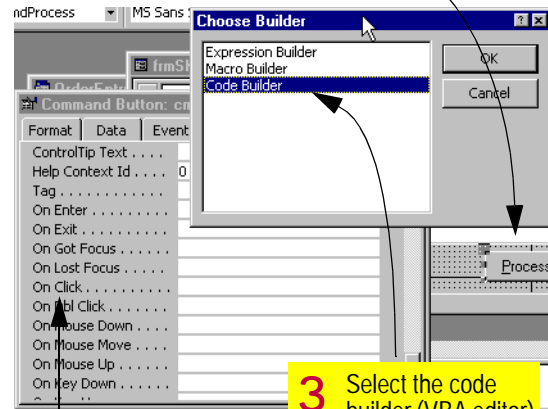 ndProcess
MS Sans S
Choose Builder
Expression Builder
Macro Builder
Code Builder
OK
Cancel
frmSh
OrderEntr
Command Button: cm
Format
Data
Event
ControlTip Text . . . .
Help Context Id . . . . 0
Tag . . . . . . . . . . .
On Enter . . . . . . . . .
On Exit . . . . . . . . . .
On Got Focus . . . . . .
On Lost Focus . . . . .
On Click . . . . . . . . . .
On Dbl Click . . . . . . .
On Mouse Down . . . .
On Mouse Move . . . .
On Mouse Up . . . . . .
On Key Down . . . . . .
Process
3 Select the code
builder (VBA editor)